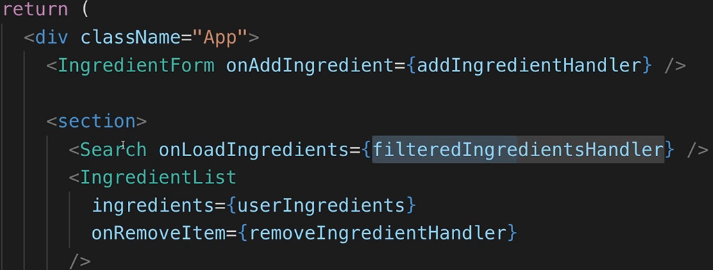 return (
<div className="App">
<IngredientForm onAddIngredient={addIngredientHandler} />
<section>
<Search onLoadIngredients={filteredIngredientsHandler} />
<IngredientList
ingredients={userIngredients}
onRemoveItem={removeIngredientHandler}
/>